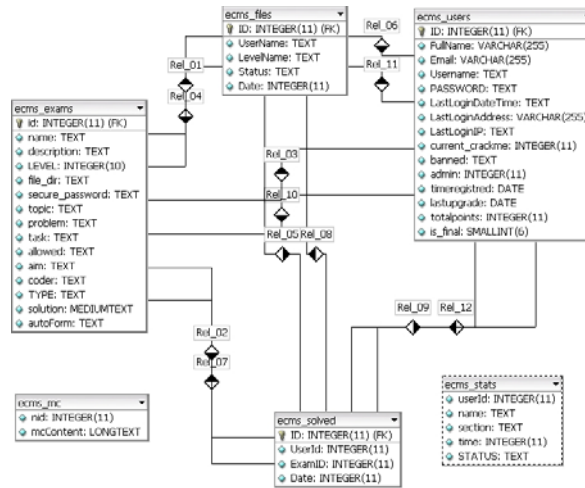 ecms_files
ID: INTEGER(11) (FK)
UserName: TEXT
LevelName: TEXT
Status: TEXT
Date: INTEGER(11)
Rel_06
Rel_11
ecms_users
ID: INTEGER(11) (FK)
FullName: VARCHAR(255)
Email: VARCHAR(255)
Username: TEXT
PASSWORD: TEXT
LastLoginDateTime: TEXT
LastLoginAddress: VARCHAR(255)
LastLoginIP: TEXT
current_crackme: INTEGER(11)
banned: TEXT
admin: INTEGER(11)
timeregistred: DATE
lastupgrade: DATE
totalpoints: INTEGER(11)
is_final: SMALLINT(6)
Rel_01
Rel_04
ecms_exams
id: INTEGER(11) (FK)
name: TEXT
description: TEXT
LEVEL: INTEGER(10)
file_dir: TEXT
secure_password: TEXT
topic: TEXT
problem: TEXT
task: TEXT
allowed: TEXT
aim: TEXT
coder: TEXT
TYPE: TEXT
solution: MEDIUMTEXT
autoForm: TEXT
Rel_03
Rel_10
Rel_05
Rel_08
Rel_09
Rel_12
Rel_02
Rel_07
ecms_mc
nid: INTEGER(11)
mcContent: LONGTEXT
ecms_solved
ID: INTEGER(11) (FK)
UserId: INTEGER(11)
ExamID: INTEGER(11)
Date: INTEGER(11)
ecms_stats
userId: INTEGER(11)
name: TEXT
section: TEXT
time: INTEGER(11)
STATUS: TEXT